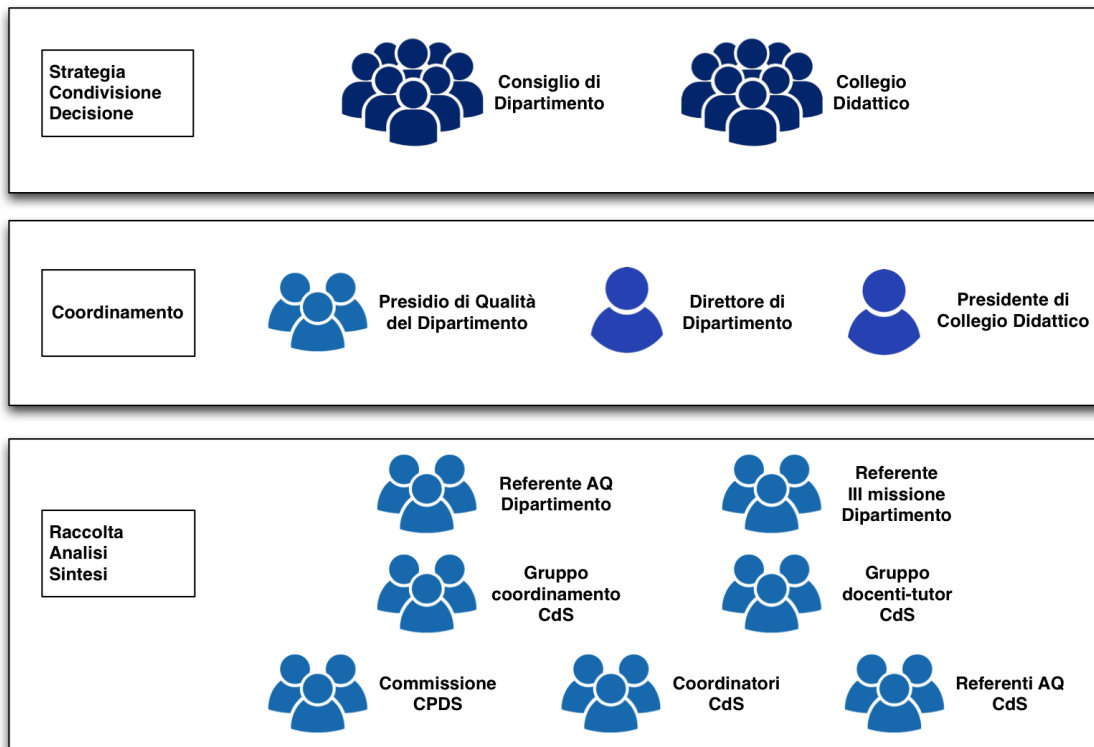 Strategia
Condivisione
Decisione
Consiglio di
Dipartimento
Collegio
Didattico
Coordinamento
Presidio di Qualità
del Dipartimento
Direttore di
Dipartimento
Presidente di
Collegio Didattico
Raccolta
Analisi
Sintesi
Referente AQ
Dipartimento
Referente
III missione
Dipartimento
Gruppo
coordinamento
CdS
Gruppo
docenti-tutor
CdS
Commissione
CPDS
Coordinatori
CdS
Referenti AQ
CdS